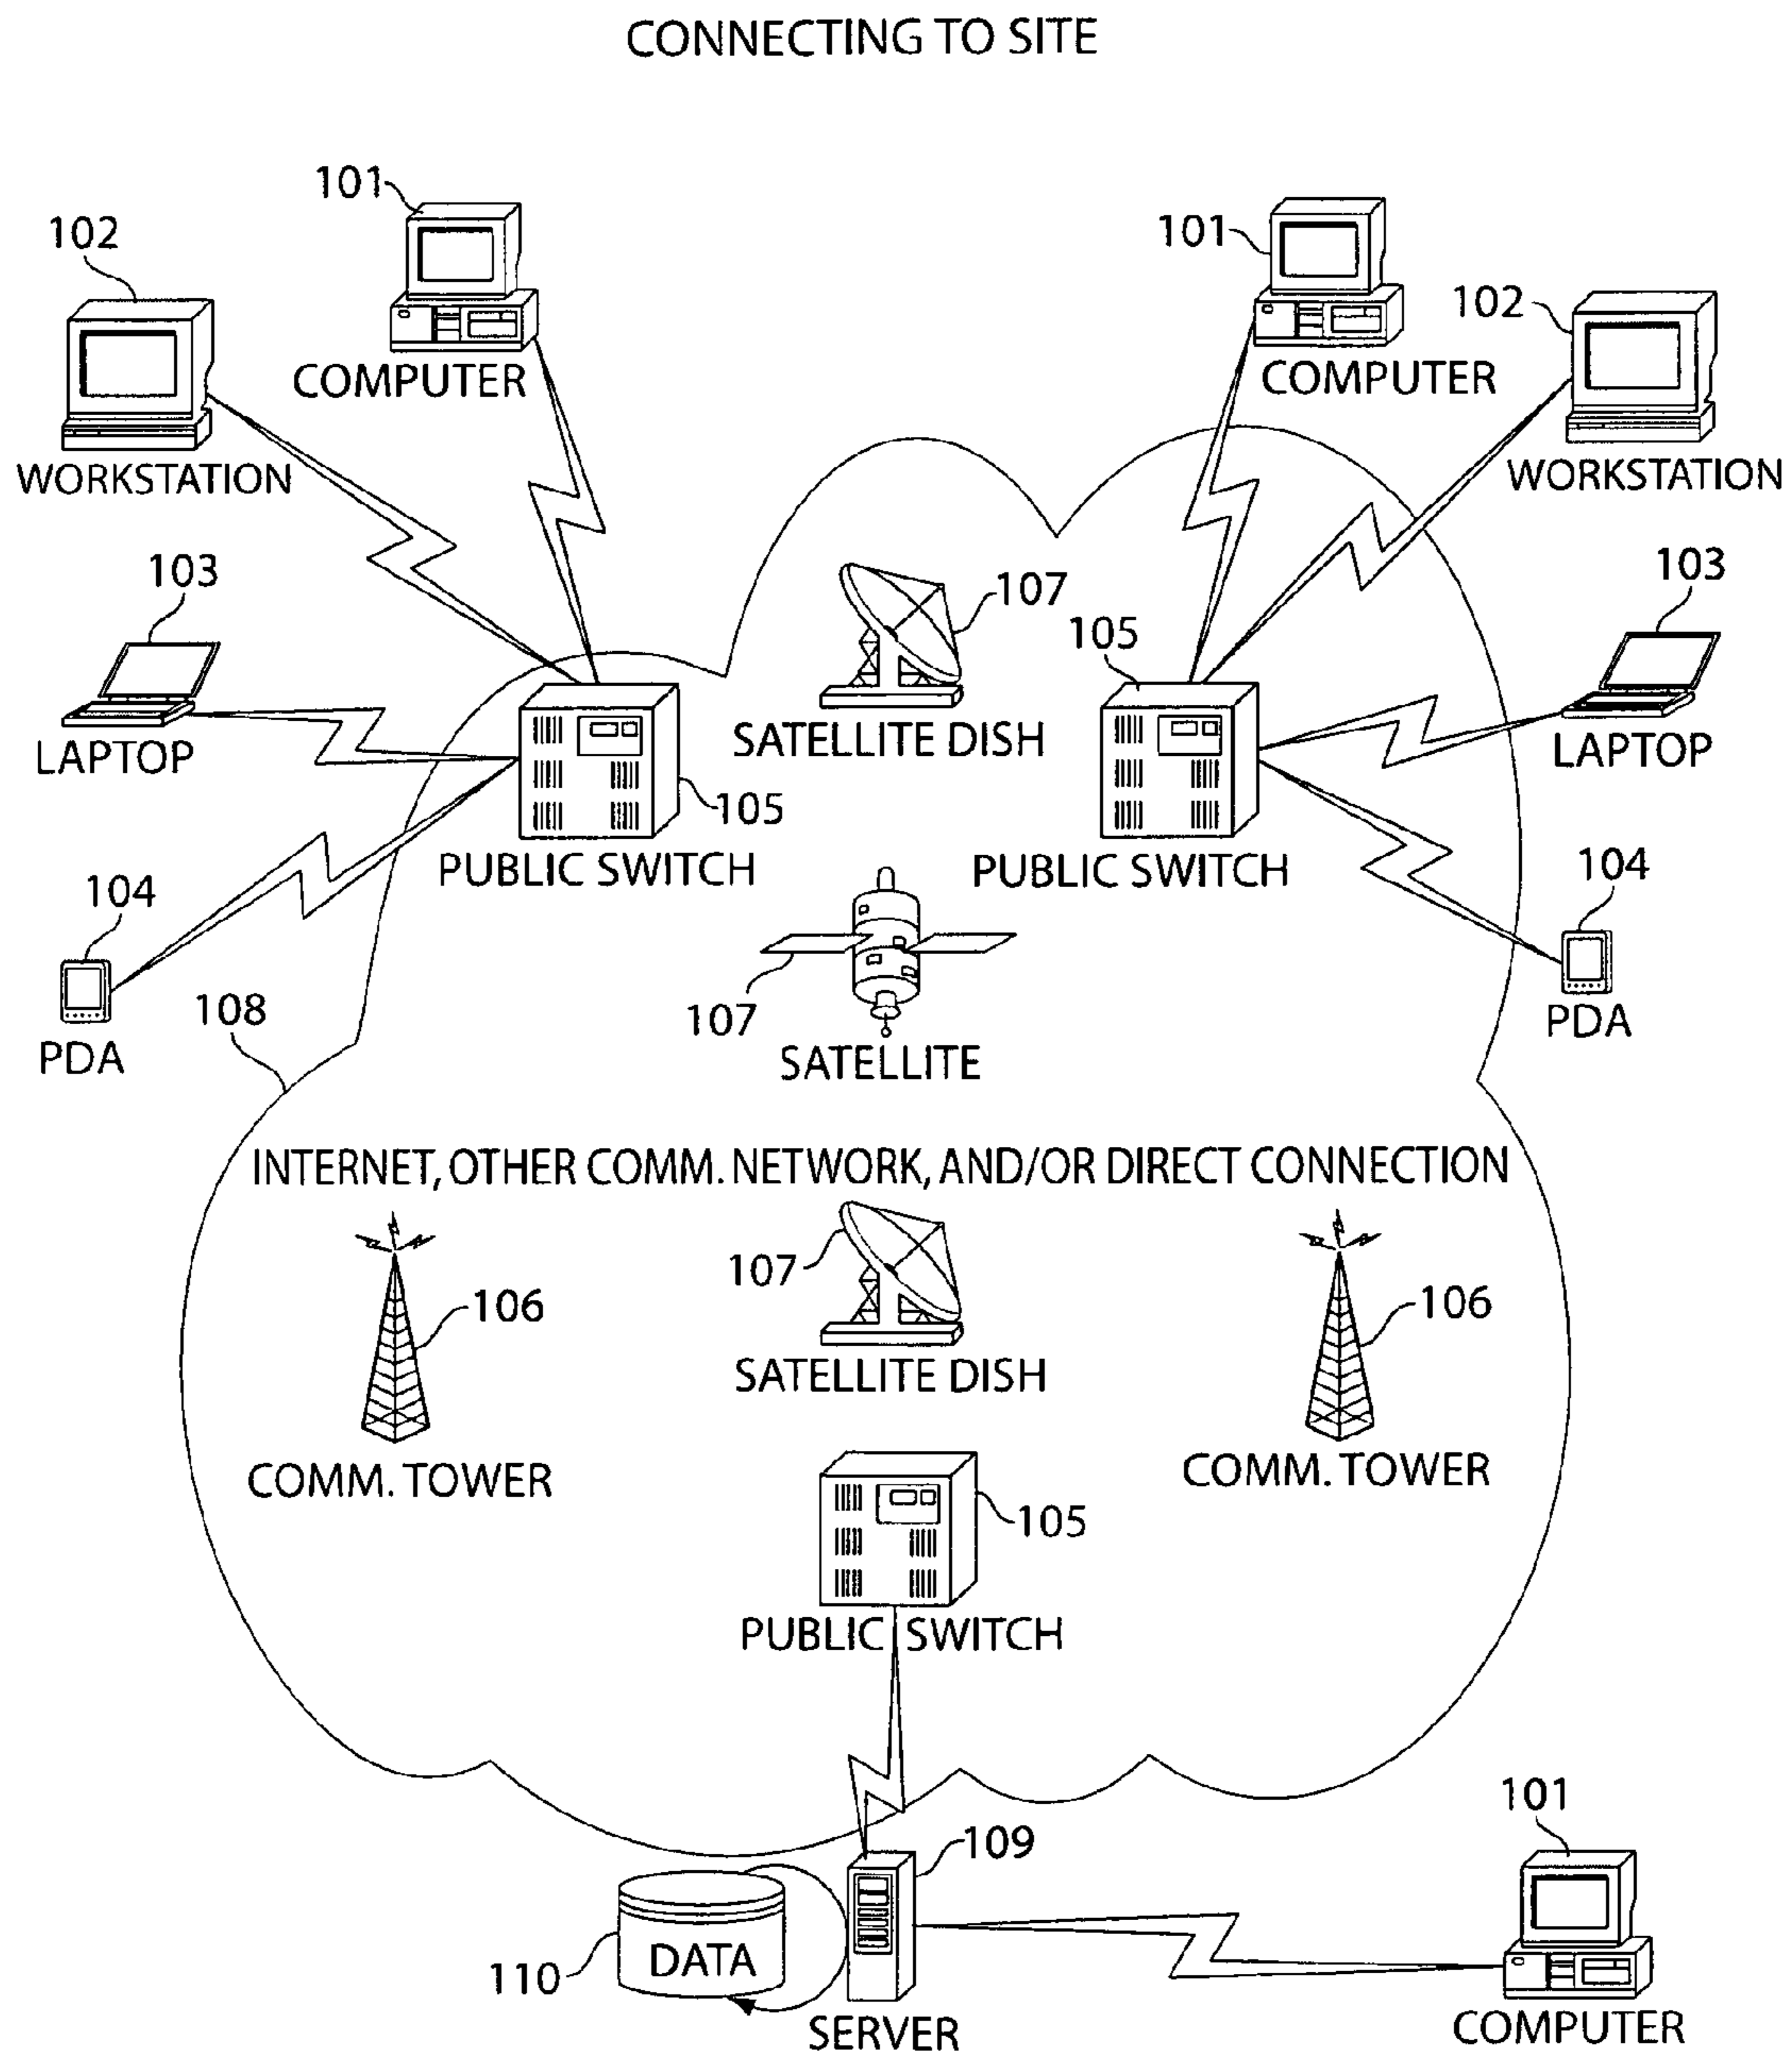 CONNECTING TO SITE
101
COMPUTER
101
COMPUTER
102
WORKSTATION
102
WORKSTATION
103
LAPTOP
107
SATELLITE DISH
105
PUBLIC SWITCH
105
PUBLIC SWITCH
103
LAPTOP
104
PDA
104
PDA
107
SATELLITE
108
INTERNET, OTHER COMM. NETWORK, AND/OR DIRECT CONNECTION
106
COMM. TOWER
107
SATELLITE DISH
106
COMM. TOWER
105
PUBLIC SWITCH
110
DATA
109
SERVER
101
COMPUTER